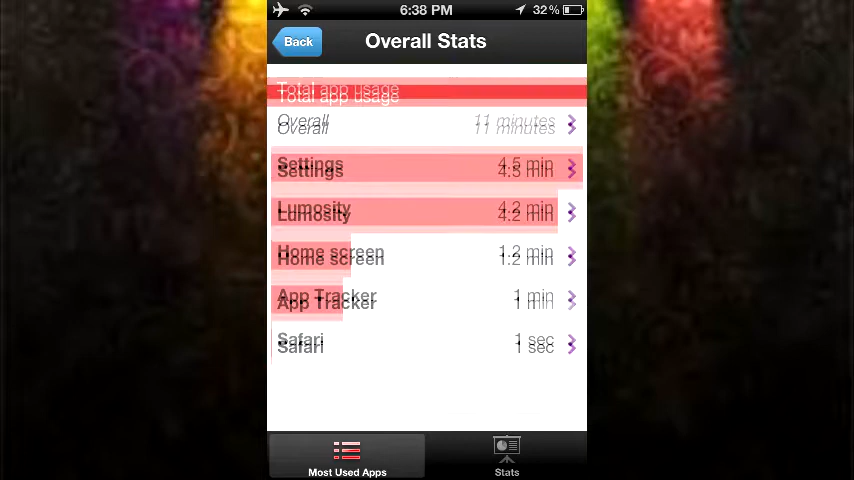 6:38 PM 32%
Back Overall Stats
Total app usage
Overall 11 minutes
Settings 4.5 min
Lumosity 4.2 min
Home screen 1.2 min
App Tracker 1 min
Safari 1 sec
Most Used Apps Stats